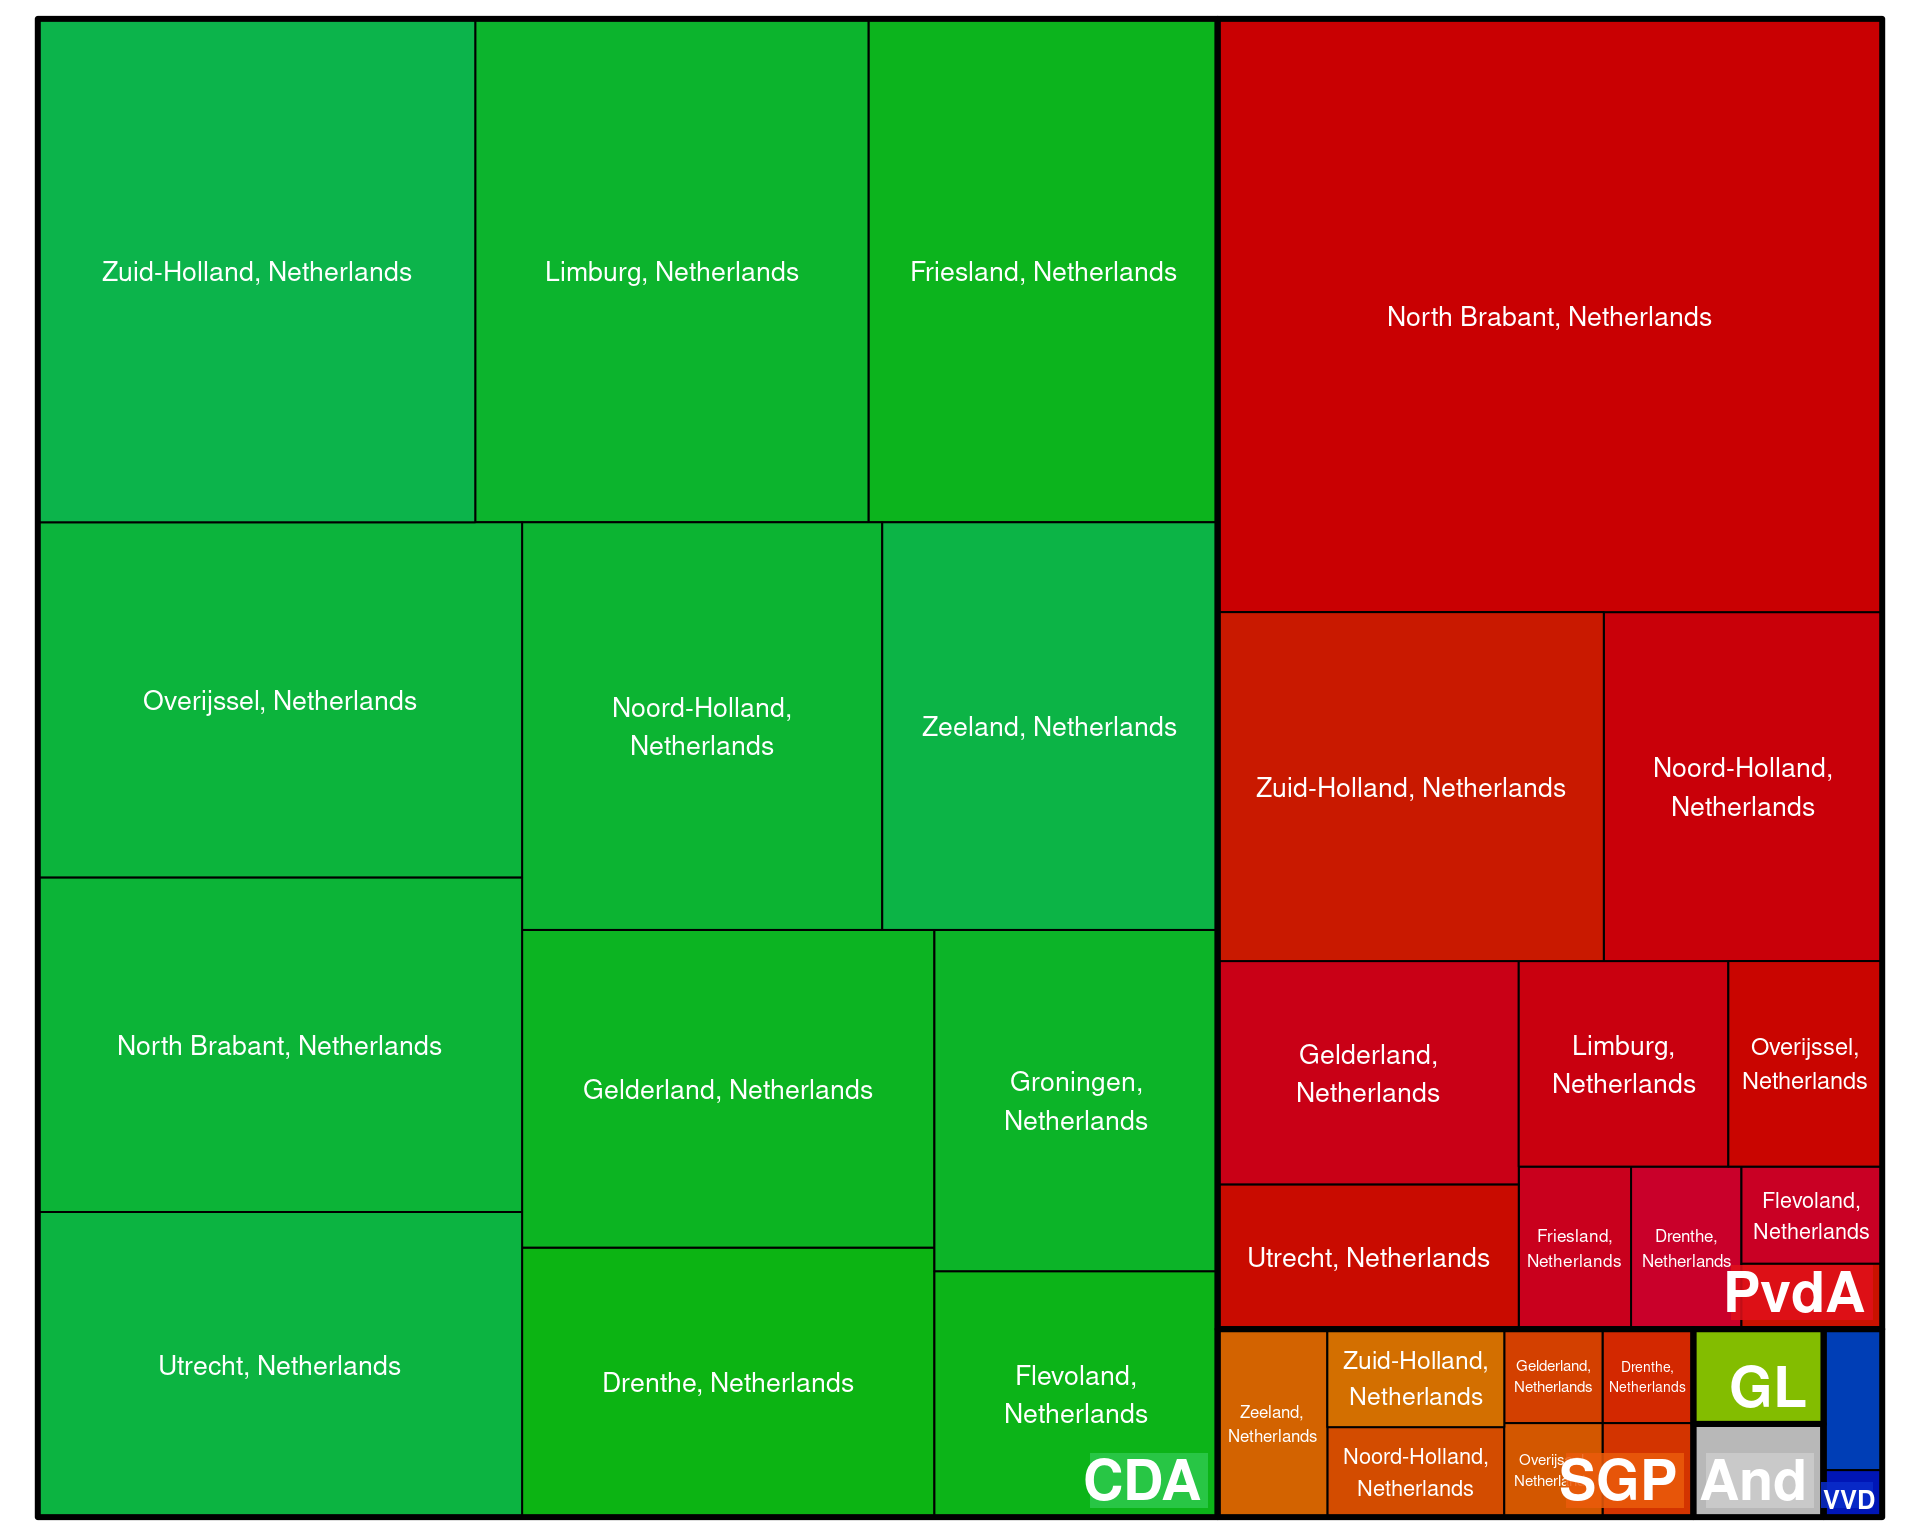 Zuid-Holland, Netherlands
Limburg, Netherlands
Friesland, Netherlands
Overijssel, Netherlands
Noord-Holland,
Netherlands
Zeeland, Netherlands
North Brabant, Netherlands
Gelderland, Netherlands
Groningen,
Netherlands
Utrecht, Netherlands
Drenthe, Netherlands
Flevoland,
Netherlands
CDA
North Brabant, Netherlands
Zuid-Holland, Netherlands
Noord-Holland,
Netherlands
Gelderland,
Netherlands
Limburg,
Netherlands
Overijssel,
Netherlands
Utrecht, Netherlands
Friesland,
Netherlands
Drenthe,
Netherlands
Flevoland,
Netherlands
PvdA
Zeeland,
Netherlands
Zuid-Holland,
Netherlands
Noord-Holland,
Netherlands
Gelderland,
Netherlands
Drenthe,
Netherlands
SGP
GL
And
VVD